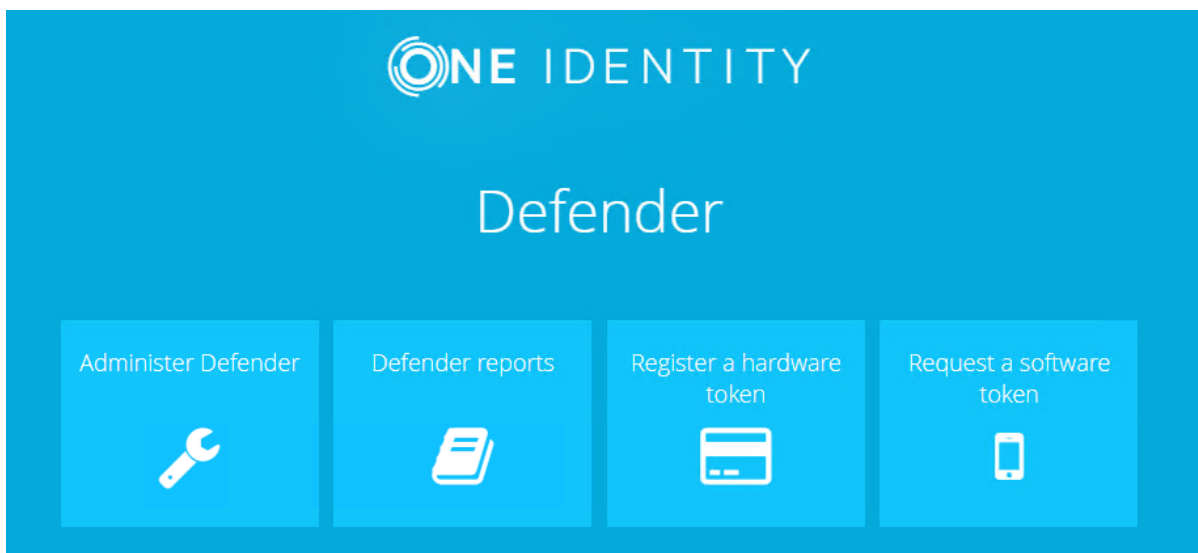 ONE IDENTITY
Defender
Administer Defender
Defender reports
Register a hardware
token
Request a software
token